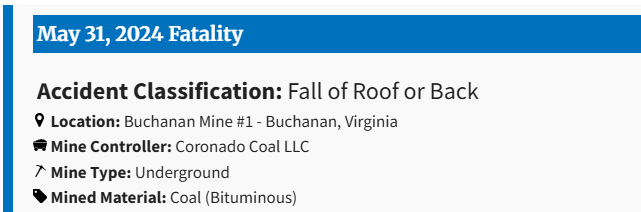 May 31, 2024 Fatality
Accident Classification: Fall of Roof or Back
Location: Buchanan Mine #1 - Buchanan, Virginia
Mine Controller: Coronado Coal LLC
Mine Type: Underground
Mined Material: Coal (Bituminous)